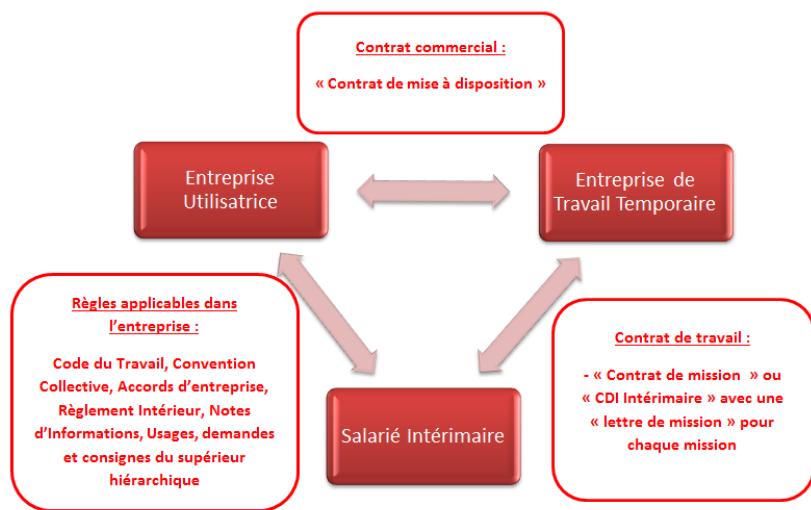 Contrat commercial :
« Contrat de mise à disposition »
Entreprise
Utilisatrice
Entreprise de
Travail Temporaire
Règles applicables dans
l'entreprise :
Code du Travail, Convention
Collective, Accords d'entreprise,
Règlement Intérieur, Notes
d'Informations, Usages, demandes
et consignes du supérieur
hiérarchique
Salarié Intérimaire
Contrat de travail :
- « Contrat de mission » ou
« CDI Intérimaire » avec une
« lettre de mission » pour
chaque mission